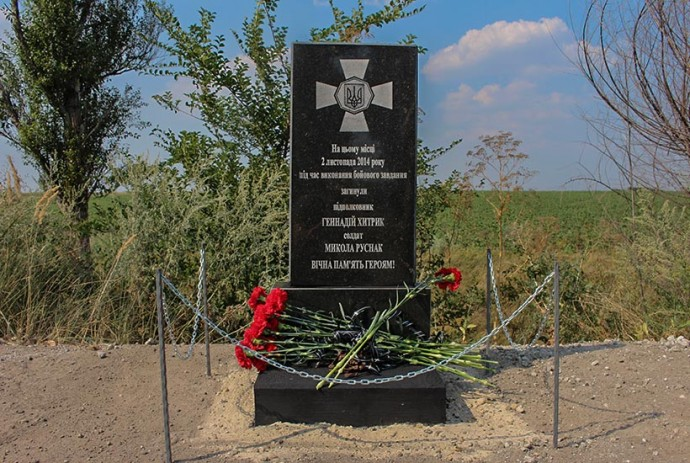 На цьому місці
2 листопада 2014 року
під час виконання бойового завдання
загинули
підполковник
ГЕННАДІЙ ХИТРИК
солдат
МИКОЛА РУСНАК
ВІЧНА ПАМ'ЯТЬ ГЕРОЯМ!